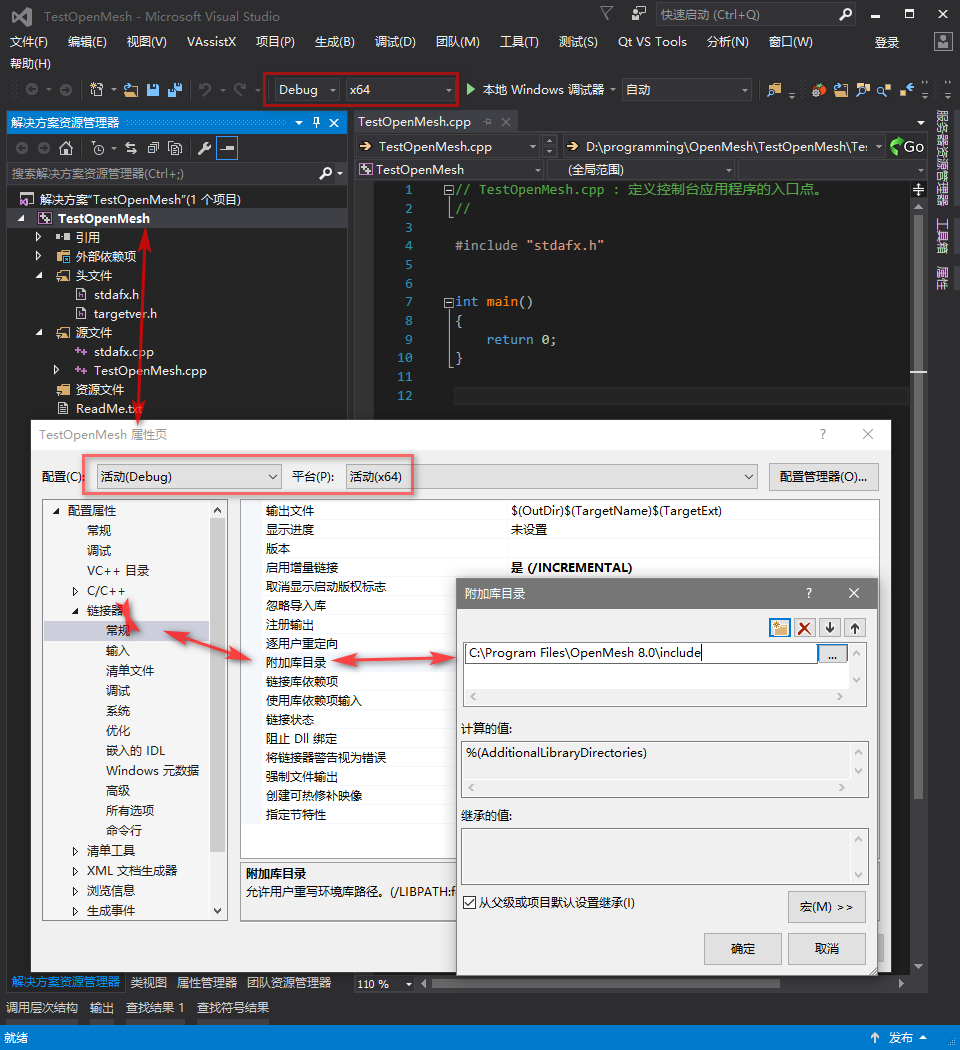 TestOpenMesh - Microsoft Visual Studio
快速启动 (Ctrl+Q)
文件(F) 编辑(E) 视图(V) VAssistX 项目(P) 生成(B) 调试(D) 团队(M) 工具(T) 测试(S) Qt VS Tools 分析(N) 窗口(W) 登录
帮助(H)
Debug x64 本地 Windows 调试器 自动
解决方案资源管理器
搜索解决方案资源管理器(Ctrl+;)
解决方案"TestOpenMesh"(1 个项目)
TestOpenMesh
引用
外部依赖项
头文件
stdafx.h
targetver.h
源文件
stdafx.cpp
TestOpenMesh.cpp
资源文件
ReadMe.txt
TestOpenMesh.cpp
TestOpenMesh.cpp D:\programming\OpenMesh\TestOpenMesh\Te Go
TestOpenMesh (全局范围)
1 // TestOpenMesh.cpp : 定义控制台应用程序的入口点。
2 //
3
4 #include "stdafx.h"
5
6
7 int main()
8 {
9 return 0;
10 }
11
12
服务器资源管理器
工具箱
属性
TestOpenMesh 属性页 ?
配置(C): 活动(Debug) 平台(P): 活动(x64) 配置管理器(O)...
配置属性
常规
调试
VC++ 目录
C/C++
链接器
常规
输入
清单文件
调试
系统
优化
嵌入的 IDL
Windows 元数据
高级
所有选项
命令行
清单工具
XML 文档生成器
浏览信息
生成事件
输出文件 $(OutDir)$(TargetName)$(TargetExt)
显示进度 未设置
版本
启用增量链接 是 (/INCREMENTAL)
取消显示启动版权标志
忽略导入库
注册输出
逐用户重定向
附加库目录
链接库依赖项
使用库依赖项输入
链接状态
阻止 Dll 绑定
将链接器警告视为错误
强制文件输出
创建可热修补映像
指定节特性
附加库目录
允许用户重写环境库路径。(/LIBPATH:f
附加库目录 ?
C:\Program Files\OpenMesh 8.0\include ...
计算的值:
%(AdditionalLibraryDirectories)
继承的值:
从父级或项目默认设置继承(I)
宏(M) >>
确定 取消
解决方案资源管理器 类视图 属性管理器 团队资源管理器
110 %
调用层次结构 输出 查找结果 1 查找符号结果
就绪 发布